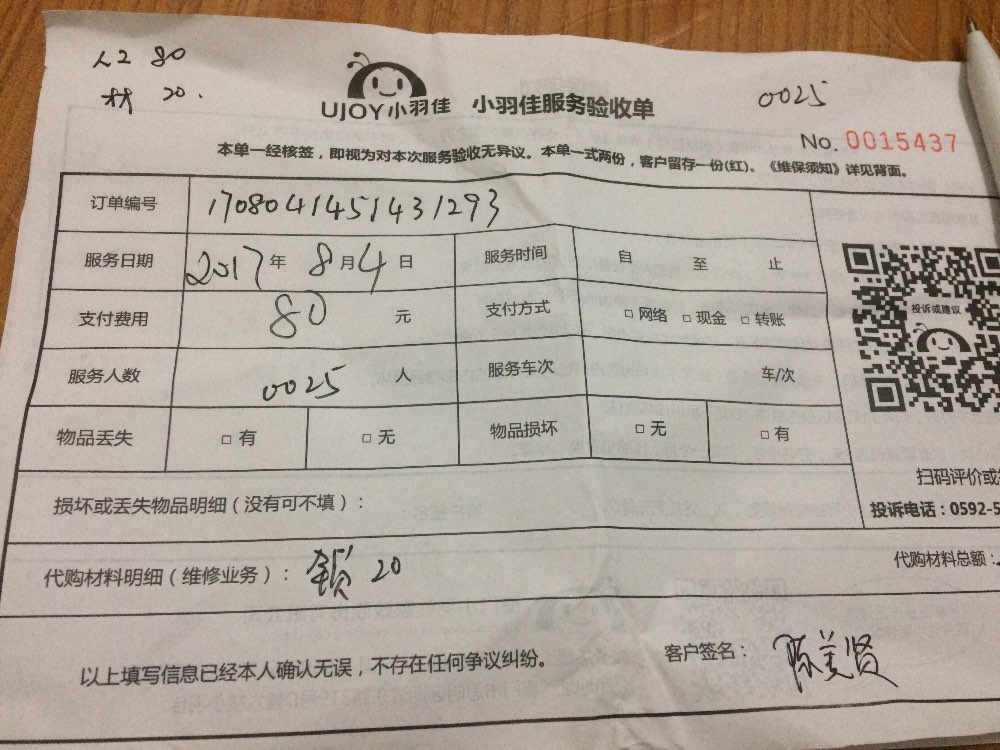 人工 80
材 20.
UJOY小羽佳 小羽佳服务验收单
0025
No. 0015437
本单一经核签，即视为对本次服务验收无异议。本单一式两份，客户留存一份(红)。《维保须知》详见背面。
订单编号 1708041451431293
服务日期 2017 年 8 月 4 日 服务时间 自 至 止
支付费用 80 元 支付方式 □ 网络 □ 现金 □ 转账
投诉或建议
服务人数 0025 服务车次 车/次
物品丢失 □ 有 □ 无 物品损坏 □ 无 □ 有
扫码评价或
损坏或丢失物品明细（没有可不填）：
投诉电话：0592-5
代购材料明细（维修业务）： 锁 20
代购材料总额：
以上填写信息已经本人确认无误，不存在任何争议纠纷。
客户签名： 陈美贤